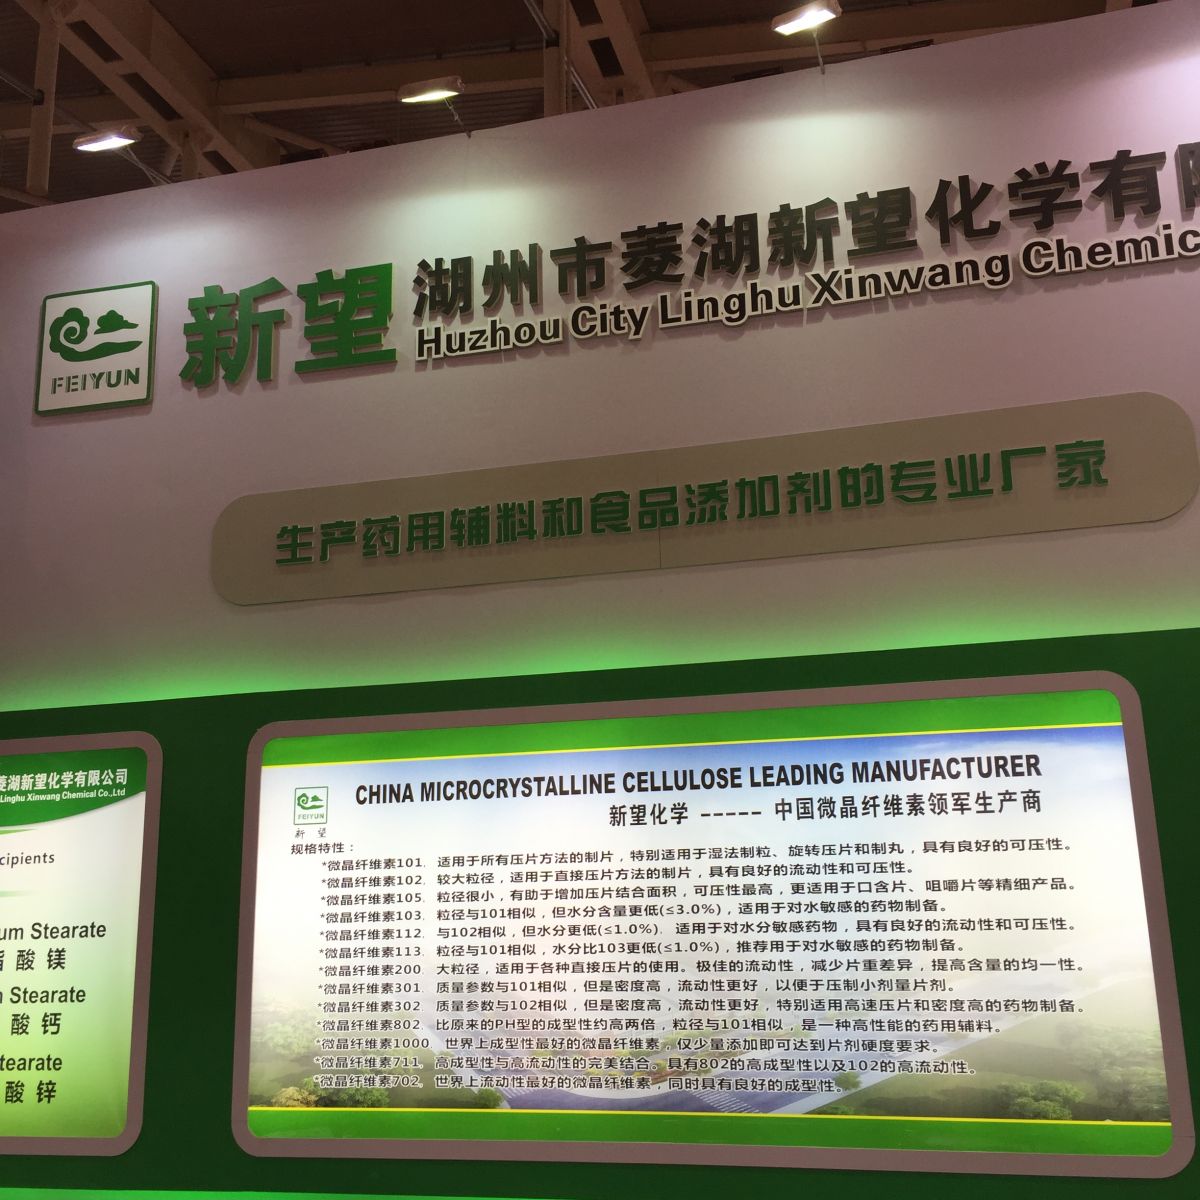 FEIYUN
新望
湖州市菱湖新望化学有
Huzhou City Linghu Xinwang Chemic
生产药用辅料和食品添加剂的专业厂家
菱湖新望化学有限公司
Linghu Xinwang Chemical Co.,Ltd
cipients
um Stearate
酸 镁
Stearate
酸 钙
tearate
酸 锌
CHINA MICROCRYSTALLINE CELLULOSE LEADING MANUFACTURER
新望化学 ----- 中国微晶纤维素领军生产商
FEIYUN
新 望
规格特性：
*微晶纤维素101. 适用于所有压片方法的制片，特别适用于湿法制粒、旋转压片和制丸，具有良好的可压性。
*微晶纤维素102. 较大粒径，适用于直接压片方法的制片，具有良好的流动性和可压性。
*微晶纤维素105. 粒径很小，有助于增加压片结合面积，可压性最高，更适用于口含片、咀嚼片等精细产品。
*微晶纤维素103. 粒径与101相似，但水分含量更低(≤3.0%)，适用于对水敏感的药物制备。
*微晶纤维素112. 与102相似，但水分更低(≤1.0%). 适用于对水分敏感药物，具有良好的流动性和可压性。
*微晶纤维素113. 粒径与101相似，水分比103更低(≤1.0%)，推荐用于对水敏感的药物制备。
*微晶纤维素200. 大粒径，适用于各种直接压片的使用。极佳的流动性，减少片重差异，提高含量的均一性。
*微晶纤维素301. 质量参数与101相似，但是密度高，流动性更好，以便于压制小剂量片剂。
*微晶纤维素302. 质量参数与102相似，但是密度高，流动性更好，特别适用高速压片和密度高的药物制备。
*微晶纤维素802. 比原来的PH型的成型性约高两倍，粒径与101相似，是一种高性能的药用辅料。
*微晶纤维素1000. 世界上成型性最好的微晶纤维素，仅少量添加即可达到片剂硬度要求。
*微晶纤维素711. 高成型性与高流动性的完美结合。具有802的高成型性以及102的高流动性。
*微晶纤维素702. 世界上流动性最好的微晶纤维素，同时具有良好的成型性。